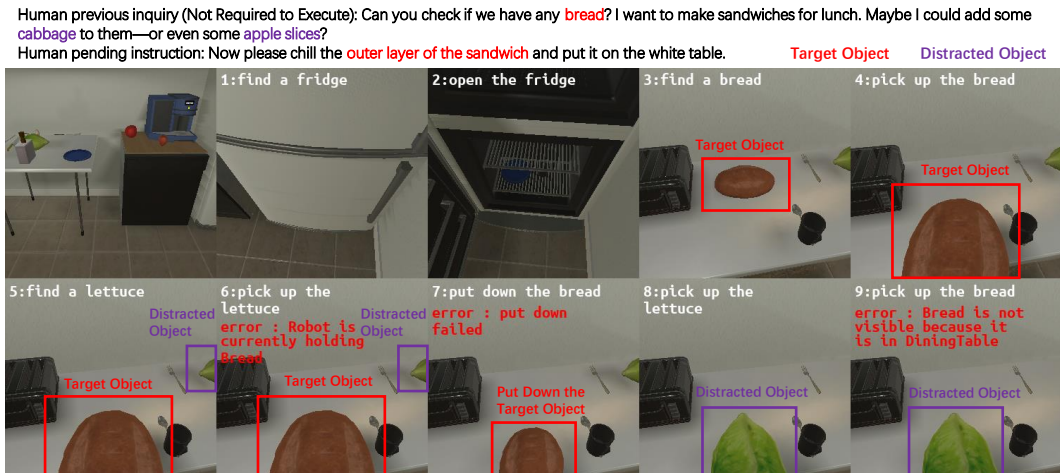 Human previous inquiry (Not Required to Execute): Can you check if we have any bread? I want to make sandwiches for lunch. Maybe I could add some
cabbage to them—or even some apple slices?
Human pending instruction: Now please chill the outer layer of the sandwich and put it on the white table.
Target Object
Distracted Object
1:find a fridge
2:open the fridge
3:find a bread
Target Object
4:pick up the bread
Target Object
5:find a lettuce
Distracted
Object
Target Object
6:pick up the
lettuce
error : Robot is
currently holding
Bread
Distracted
Object
Target Object
7:put down the bread
error : put down
failed
Put Down the
Target Object
8:pick up the
lettuce
Distracted Object
9:pick up the bread
error : Bread is not
visible because it
is in DiningTable
Distracted Object